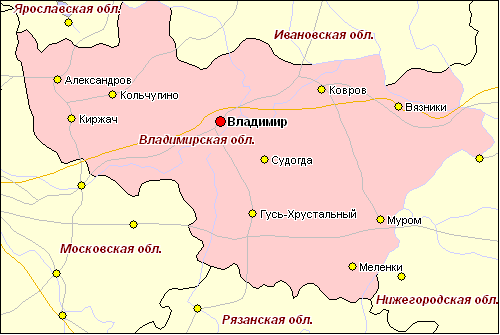 Ярославская обл.
Ивановская обл.
Александров
Кольчугино
Ковров
Вязники
Киржач
Владимир
Владимирская обл.
Судогда
Гусь-Хрустальный
Муром
Московская обл.
Меленки
Нижегородская обл.
Рязанская обл.